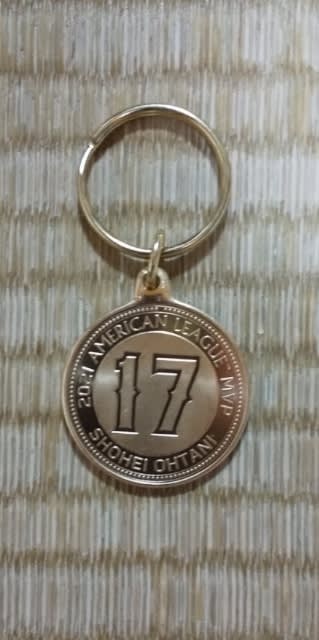 2021 AMERICAN LEAGUE MVP
17
SHOHEI OHTANI